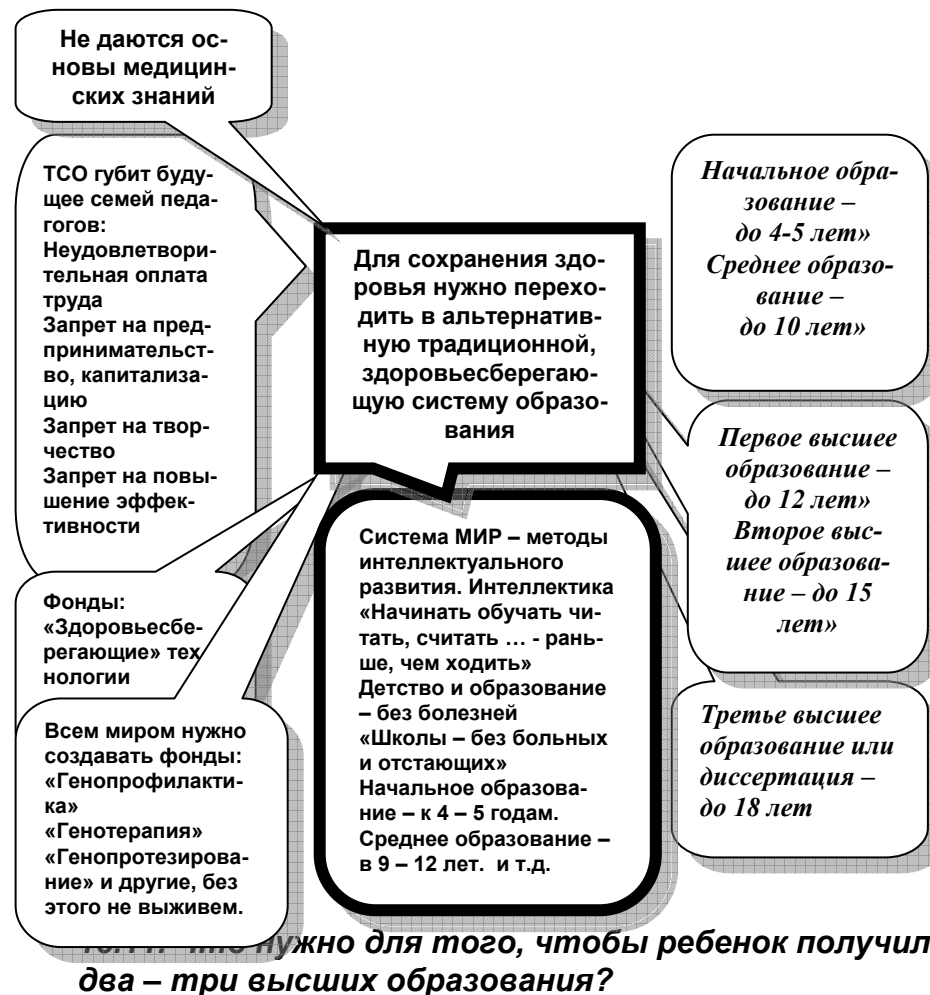 Не даются ос-
новы медицин-
ских знаний
ТСО губит буду-
щее семей педа-
гогов:
Неудовлетвори-
тельная оплата
труда
Запрет на пред-
принимательст-
во, капитализа-
цию
Запрет на твор-
чество
Запрет на повы-
шение эффек-
тивности
Фонды:
«Здоровьесбе-
регающие» тех
нологии
Всем миром нужно
создавать фонды:
«Генопрофилакти-
ка»
«Генотерапия»
«Генопротезирова-
ние» и другие, без
этого не выживем.
Для сохранения здо-
ровья нужно перехо-
дить в альтернатив-
ную традиционной,
здоровьесберегаю-
щую систему образо-
вания
Система МИР – методы
интеллектуального
развития. Интеллектика
«Начинать обучать чи-
тать, считать … - рань-
ше, чем ходить»
Детство и образование
– без болезней
«Школы – без больных
и отстающих»
Начальное образова-
ние – к 4 – 5 годам.
Среднее образование –
в 9 – 12 лет. и т.д.
Начальное обра-
зование –
до 4-5 лет»
Среднее образо-
вание –
до 10 лет»
Первое высшее
образование –
до 12 лет»
Второе выс-
шее образова-
ние – до 15
лет»
Третье высшее
образование или
диссертация –
до 18 лет
нужно для того, чтобы ребенок получил
два – три высших образования?